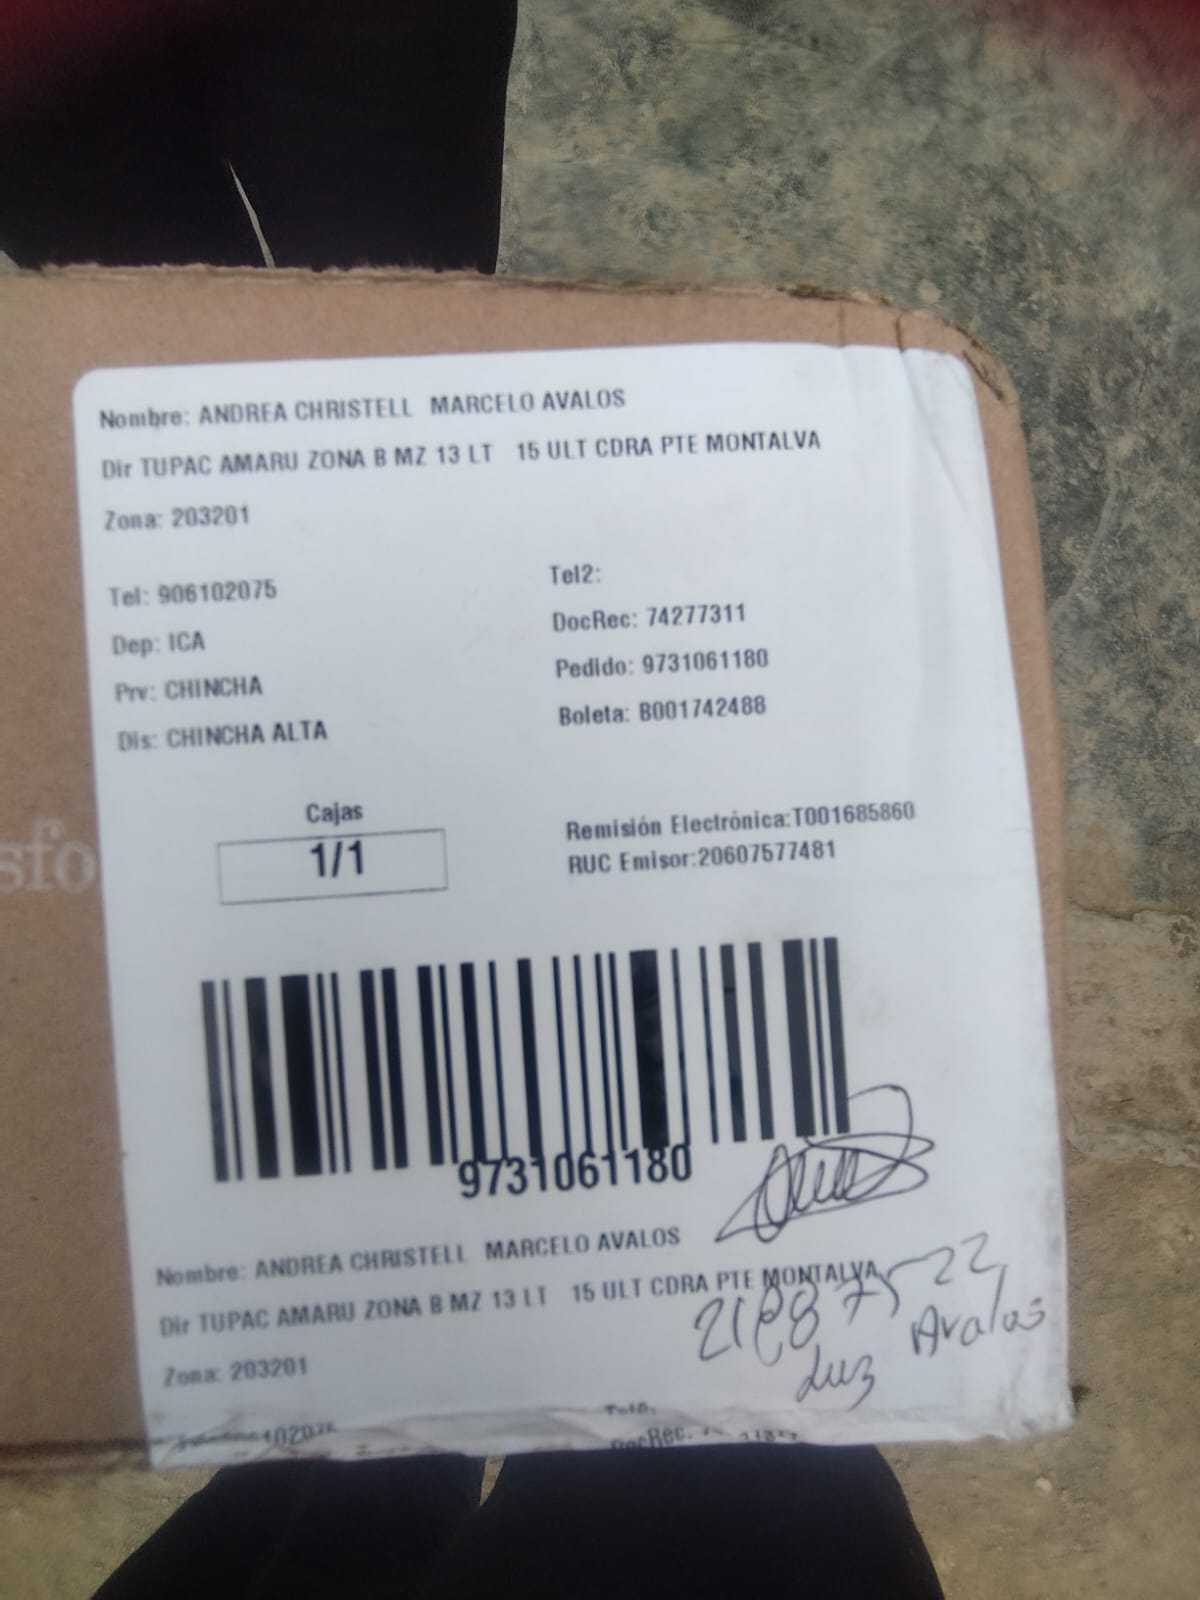 Nombre: ANDREA CHRISTELL MARCELO AVALOS
Dir TUPAC AMARU ZONA B MZ 13 LT 15 ULT CDRA PTE MONTALVA
Zona: 203201
Tel: 906102075
Tel2:
Dep: ICA
DocRec: 74277311
Prv: CHINCHA
Pedido: 9731061180
Dis: CHINCHA ALTA
Boleta: B001742488
Cajas
1/1
Remisión Electrónica:T001685860
RUC Emisor:20607577481
sfo
9731061180
Nombre: ANDREA CHRISTELL MARCELO AVALOS
Dir TUPAC AMARU ZONA B MZ 13 LT 15 ULT CDRA PTE MONTALVA
Zona: 203201
Luz Avalos
DocRec: